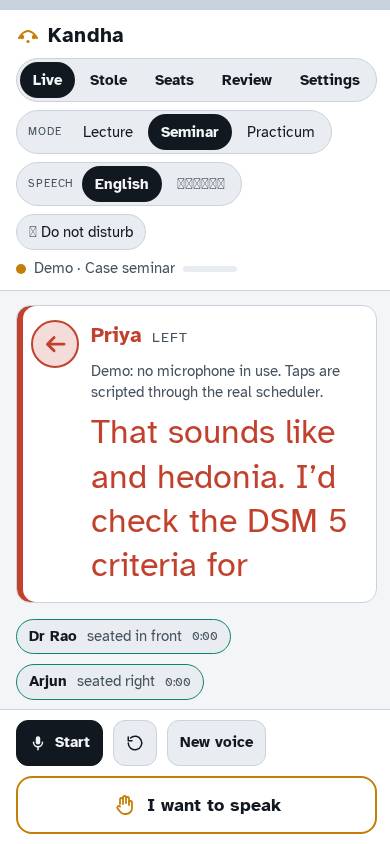 Kandha
Live Stole Seats Review Settings
MODE Lecture Seminar Practicum
SPEECH English
Do not disturb
Demo · Case seminar
Priya LEFT
Demo: no microphone in use. Taps are
scripted through the real scheduler.
That sounds like
and hedonia. I’d
check the DSM 5
criteria for
Dr Rao seated in front 0:00
Arjun seated right 0:00
Start New voice
I want to speak